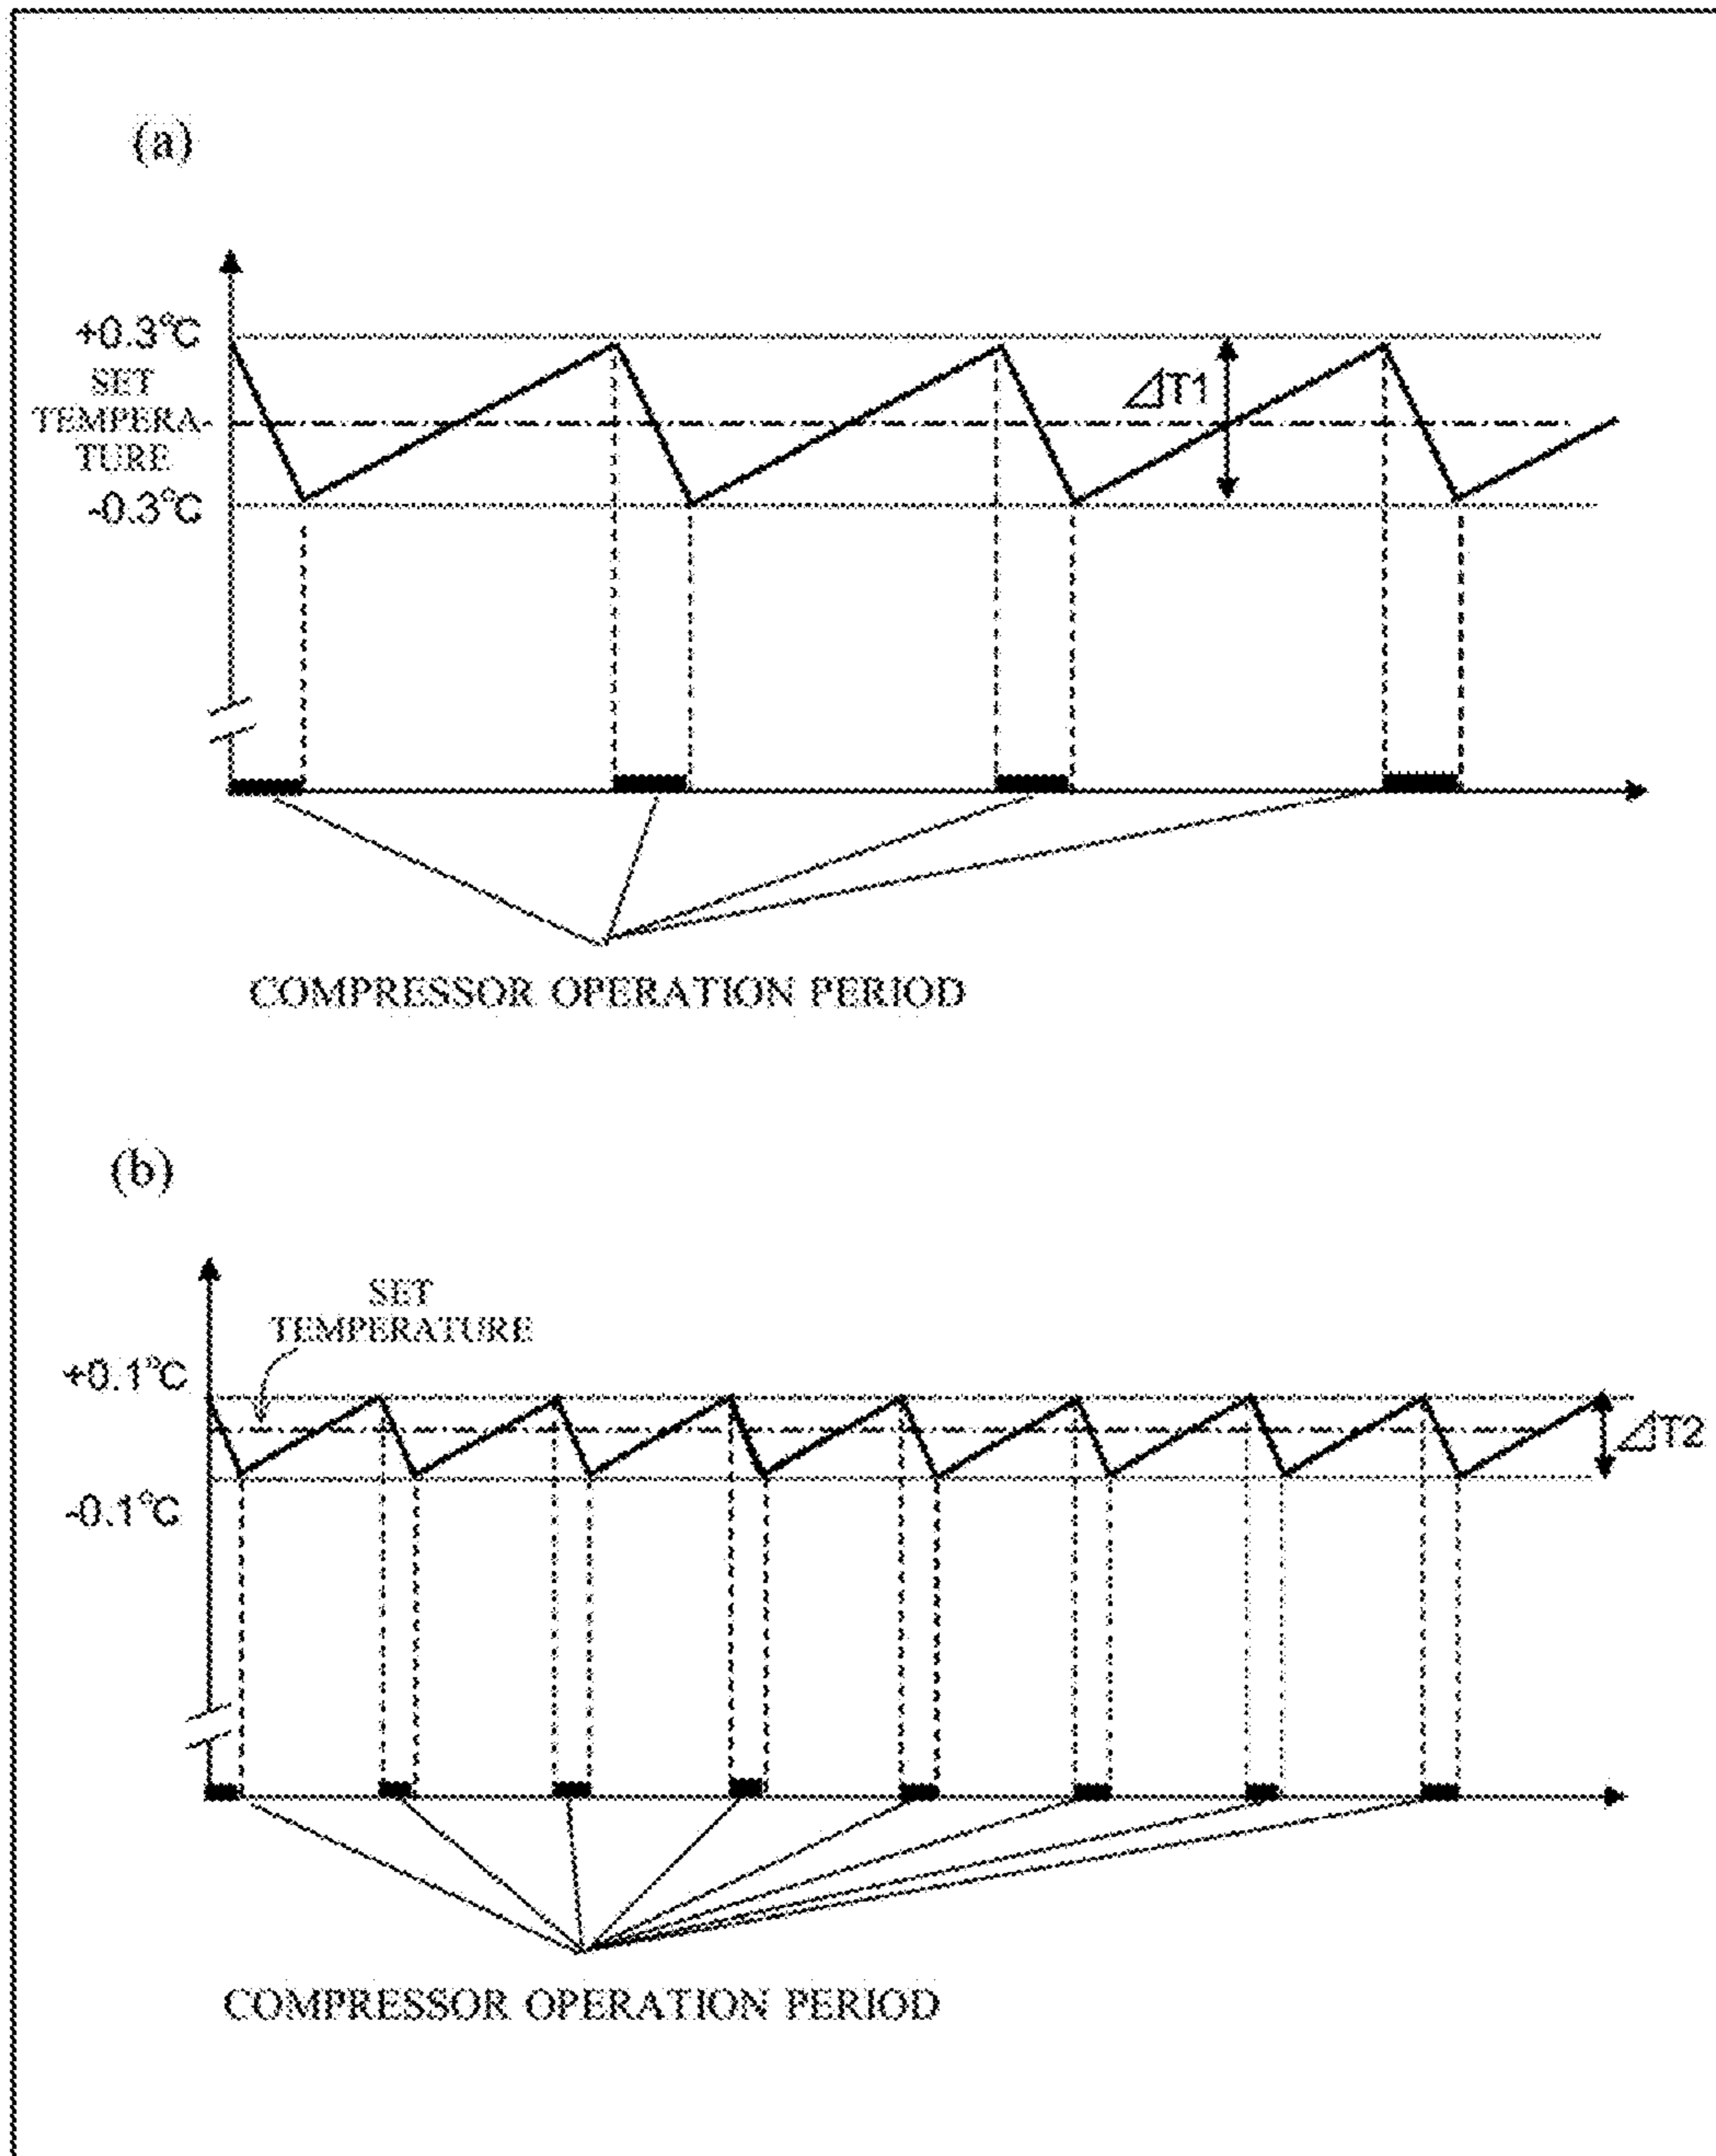 (a)
+0.3°C
SET
TEMPERA-
TURE
-0.3°C
⊿T1
COMPRESSOR OPERATION PERIOD
(b)
SET
TEMPERATURE
+0.1°C
-0.1°C
⊿T2
COMPRESSOR OPERATION PERIOD